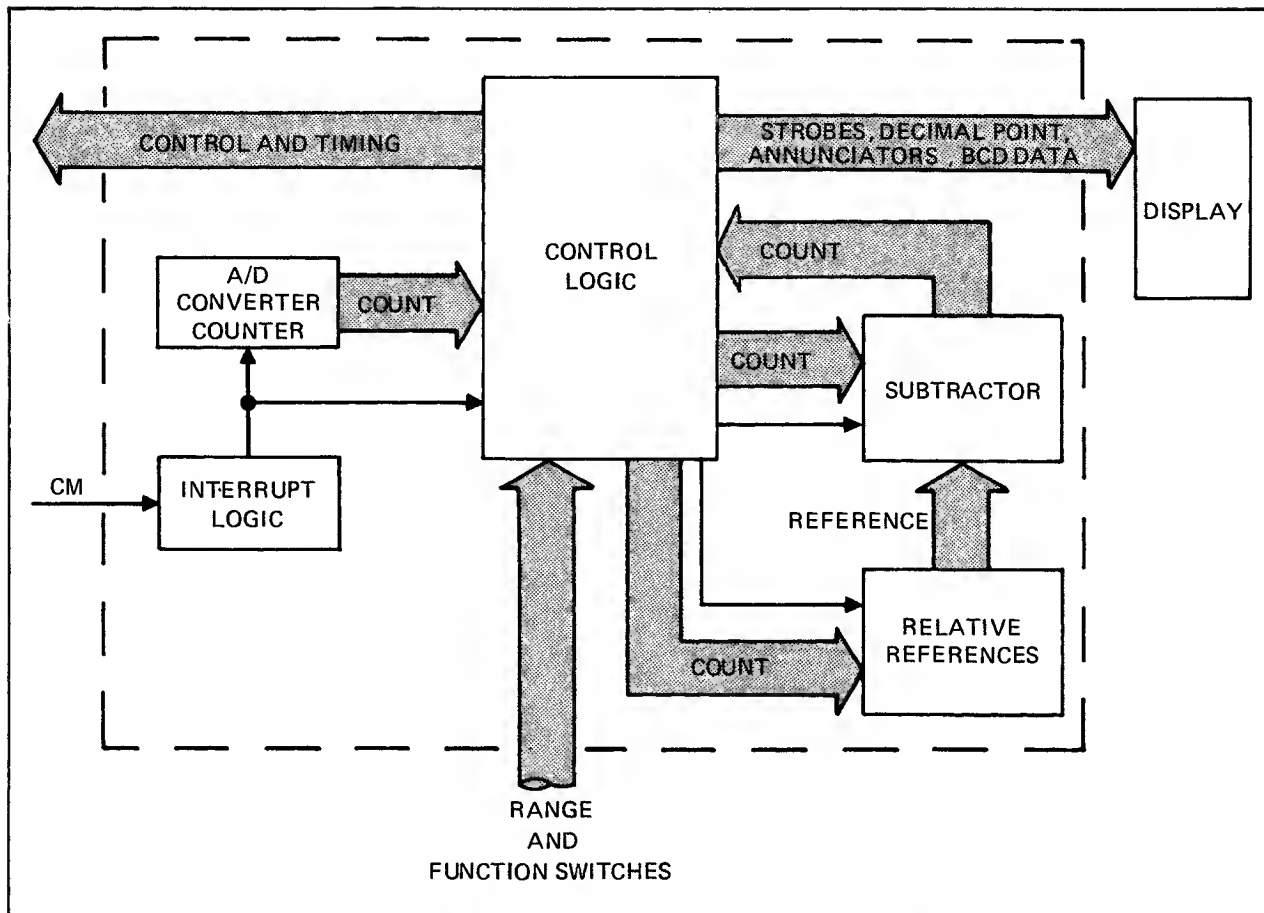 CONTROL AND TIMING
STROBES, DECIMAL POINT,
ANNUNCIATORS , BCD DATA
DISPLAY
CONTROL
LOGIC
COUNT
A/D
CONVERTER
COUNTER
COUNT
COUNT
SUBTRACTOR
CM
INTERRUPT
LOGIC
REFERENCE
RELATIVE
REFERENCES
COUNT
RANGE
AND
FUNCTION SWITCHES